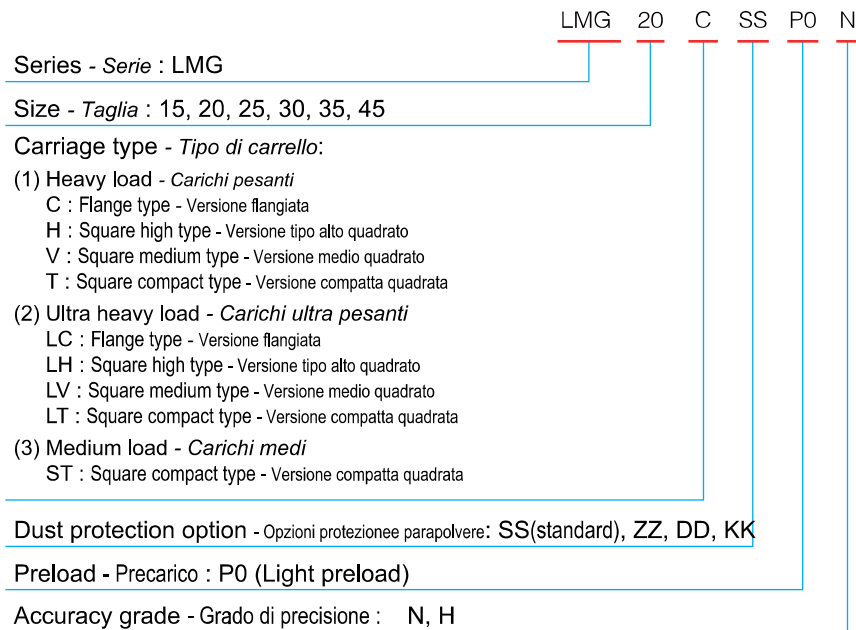 LMG 20 C SS P0 N
Series - Serie : LMG
Size - Taglia : 15, 20, 25, 30, 35, 45
Carriage type - Tipo di carrello:
(1) Heavy load - Carichi pesanti
C : Flange type - Versione flangiata
H : Square high type - Versione tipo alto quadrato
V : Square medium type - Versione medio quadrato
T : Square compact type - Versione compatta quadrata
(2) Ultra heavy load - Carichi ultra pesanti
LC : Flange type - Versione flangiata
LH : Square high type - Versione tipo alto quadrato
LV : Square medium type - Versione medio quadrato
LT : Square compact type - Versione compatta quadrata
(3) Medium load - Carichi medi
ST : Square compact type - Versione compatta quadrata
Dust protection option - Opzioni protezionee parapolvere: SS(standard), ZZ, DD, KK
Preload - Precarico : P0 (Light preload)
Accuracy grade - Grado di precisione : N, H